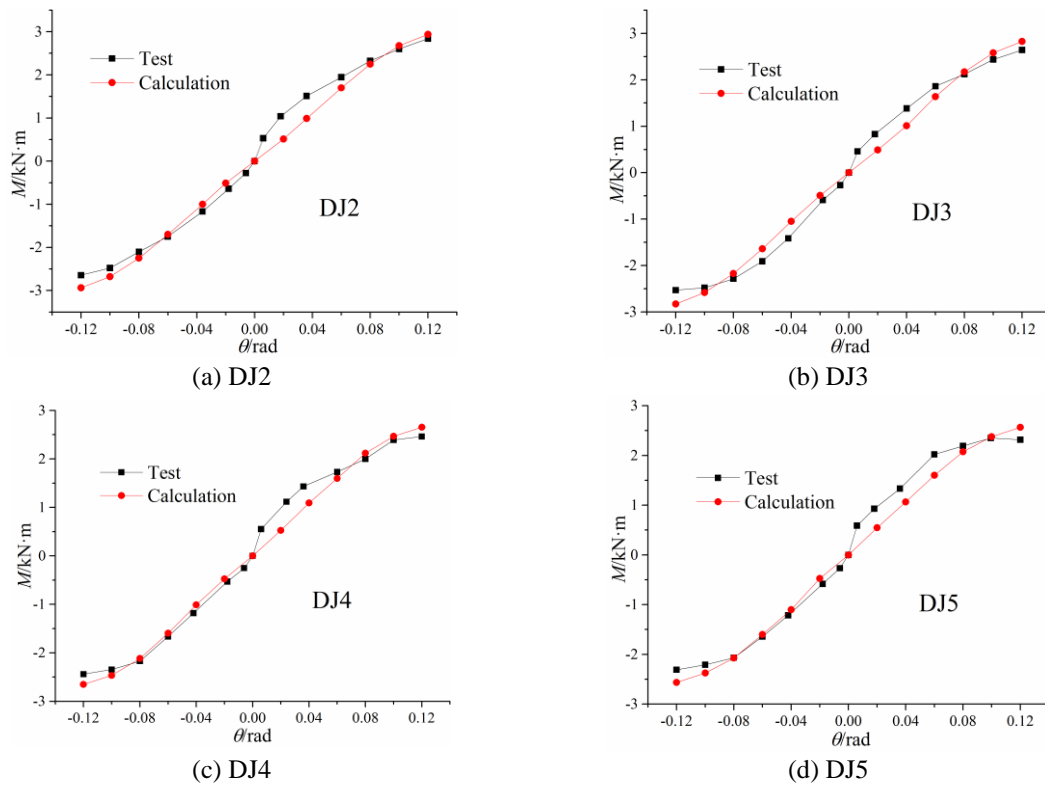 3
2
1
0
-1
-2
-3
M/kN·m
Test
Calculation
DJ2
-0.12 -0.08 -0.04 0.00 0.04 0.08 0.12
θ/rad
(a) DJ2
3
2
1
0
-1
-2
-3
M/kN·m
Test
Calculation
DJ3
-0.12 -0.08 -0.04 0.00 0.04 0.08 0.12
θ/rad
(b) DJ3
3
2
1
0
-1
-2
-3
M/kN·m
Test
Calculation
DJ4
-0.12 -0.08 -0.04 0.00 0.04 0.08 0.12
θ/rad
(c) DJ4
3
2
1
0
-1
-2
-3
M/kN·m
Test
Calculation
DJ5
-0.12 -0.08 -0.04 0.00 0.04 0.08 0.12
θ/rad
(d) DJ5